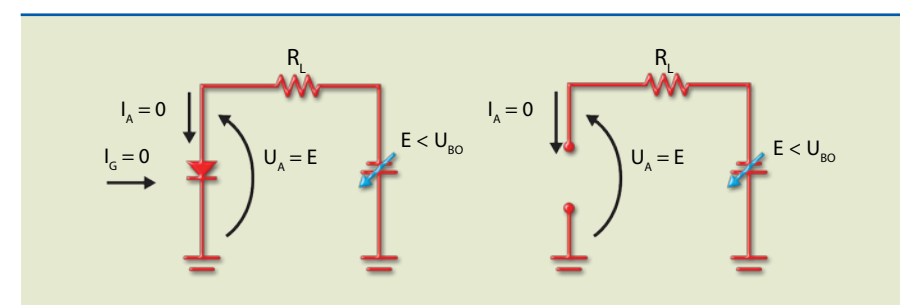 R_L
I_A = 0
I_G = 0
U_A = E
E < U_BO
R_L
I_A = 0
U_A = E
E < U_BO